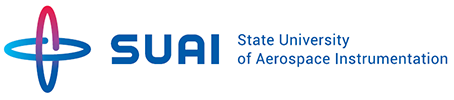 SUAI
State University
of Aerospace Instrumentation